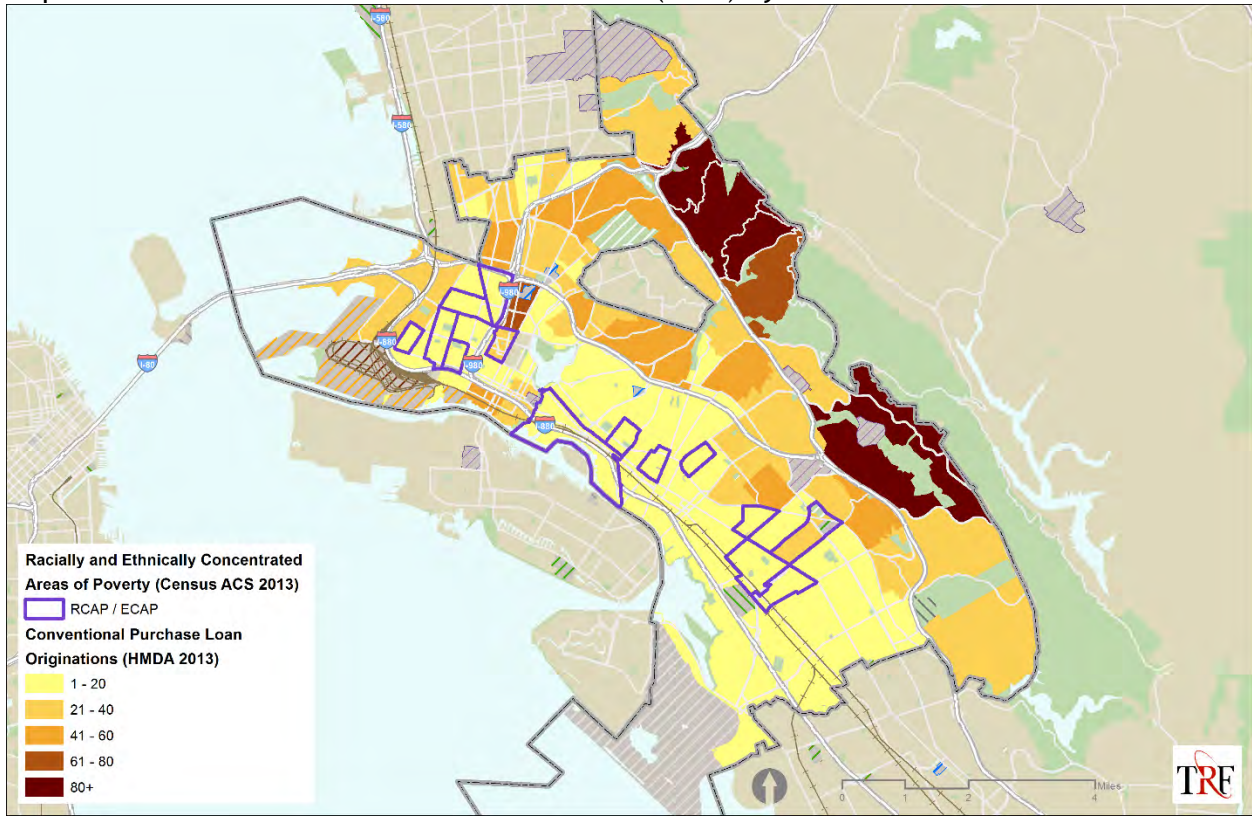 I-580
I-580
I-980
I-880
I-980
I-80
I-880
Racially and Ethnically Concentrated
Areas of Poverty (Census ACS 2013)
RCAP / ECAP
Conventional Purchase Loan
Originations (HMDA 2013)
1 - 20
21 - 40
41 - 60
61 - 80
80+
Miles
0 1 2 4
TRF